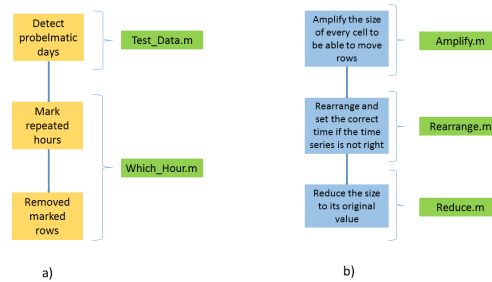 Detect
probelmatic
days
Test_Data.m
Mark
repeated
hours
Which_Hour.m
Removed
marked
rows
a)
Amplify the size
of every cell to
be able to move
rows
Amplify.m
Rearrange and
set the correct
time if the time
series is not right
Rearrange.m
Reduce the size
to its original
value
Reduce.m
b)